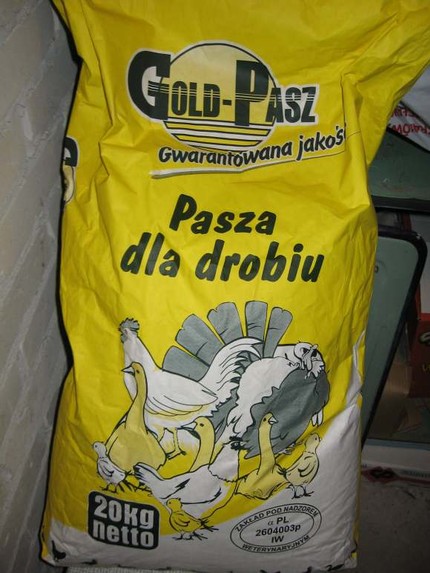 GOLD-PASZ
Gwarantowana jakość
Pasza
dla drobiu
20kg
netto
ZAKŁAD POD NADZOREM
α PL
2604003p
IW
WETERYNARYJNYM